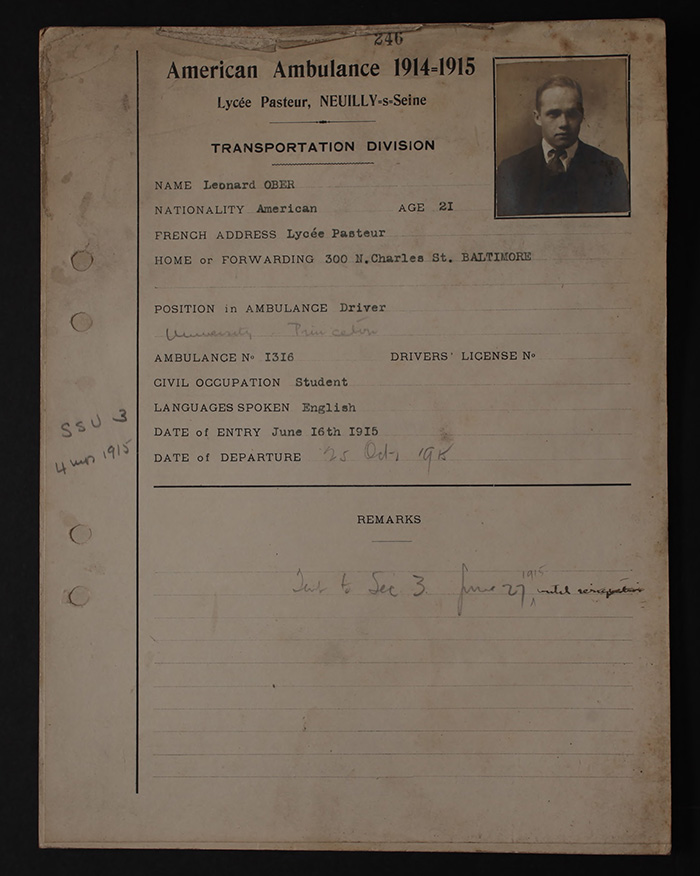 246
American Ambulance 1914=1915
Lycée Pasteur, NEUILLY-s-Seine
TRANSPORTATION DIVISION
NAME Leonard OBER
NATIONALITY American AGE 21
FRENCH ADDRESS Lycée Pasteur
HOME or FORWARDING 300 N.Charles St. BALTIMORE
POSITION in AMBULANCE Driver
University - Princeton
AMBULANCE No 1316 DRIVERS' LICENSE No
CIVIL OCCUPATION Student
LANGUAGES SPOKEN English
DATE of ENTRY June 16th 1915
DATE of DEPARTURE 25 Oct, 1915
SSU 3
4 mos 1915
REMARKS
Sent to Sec 3. June 27, 1915 until